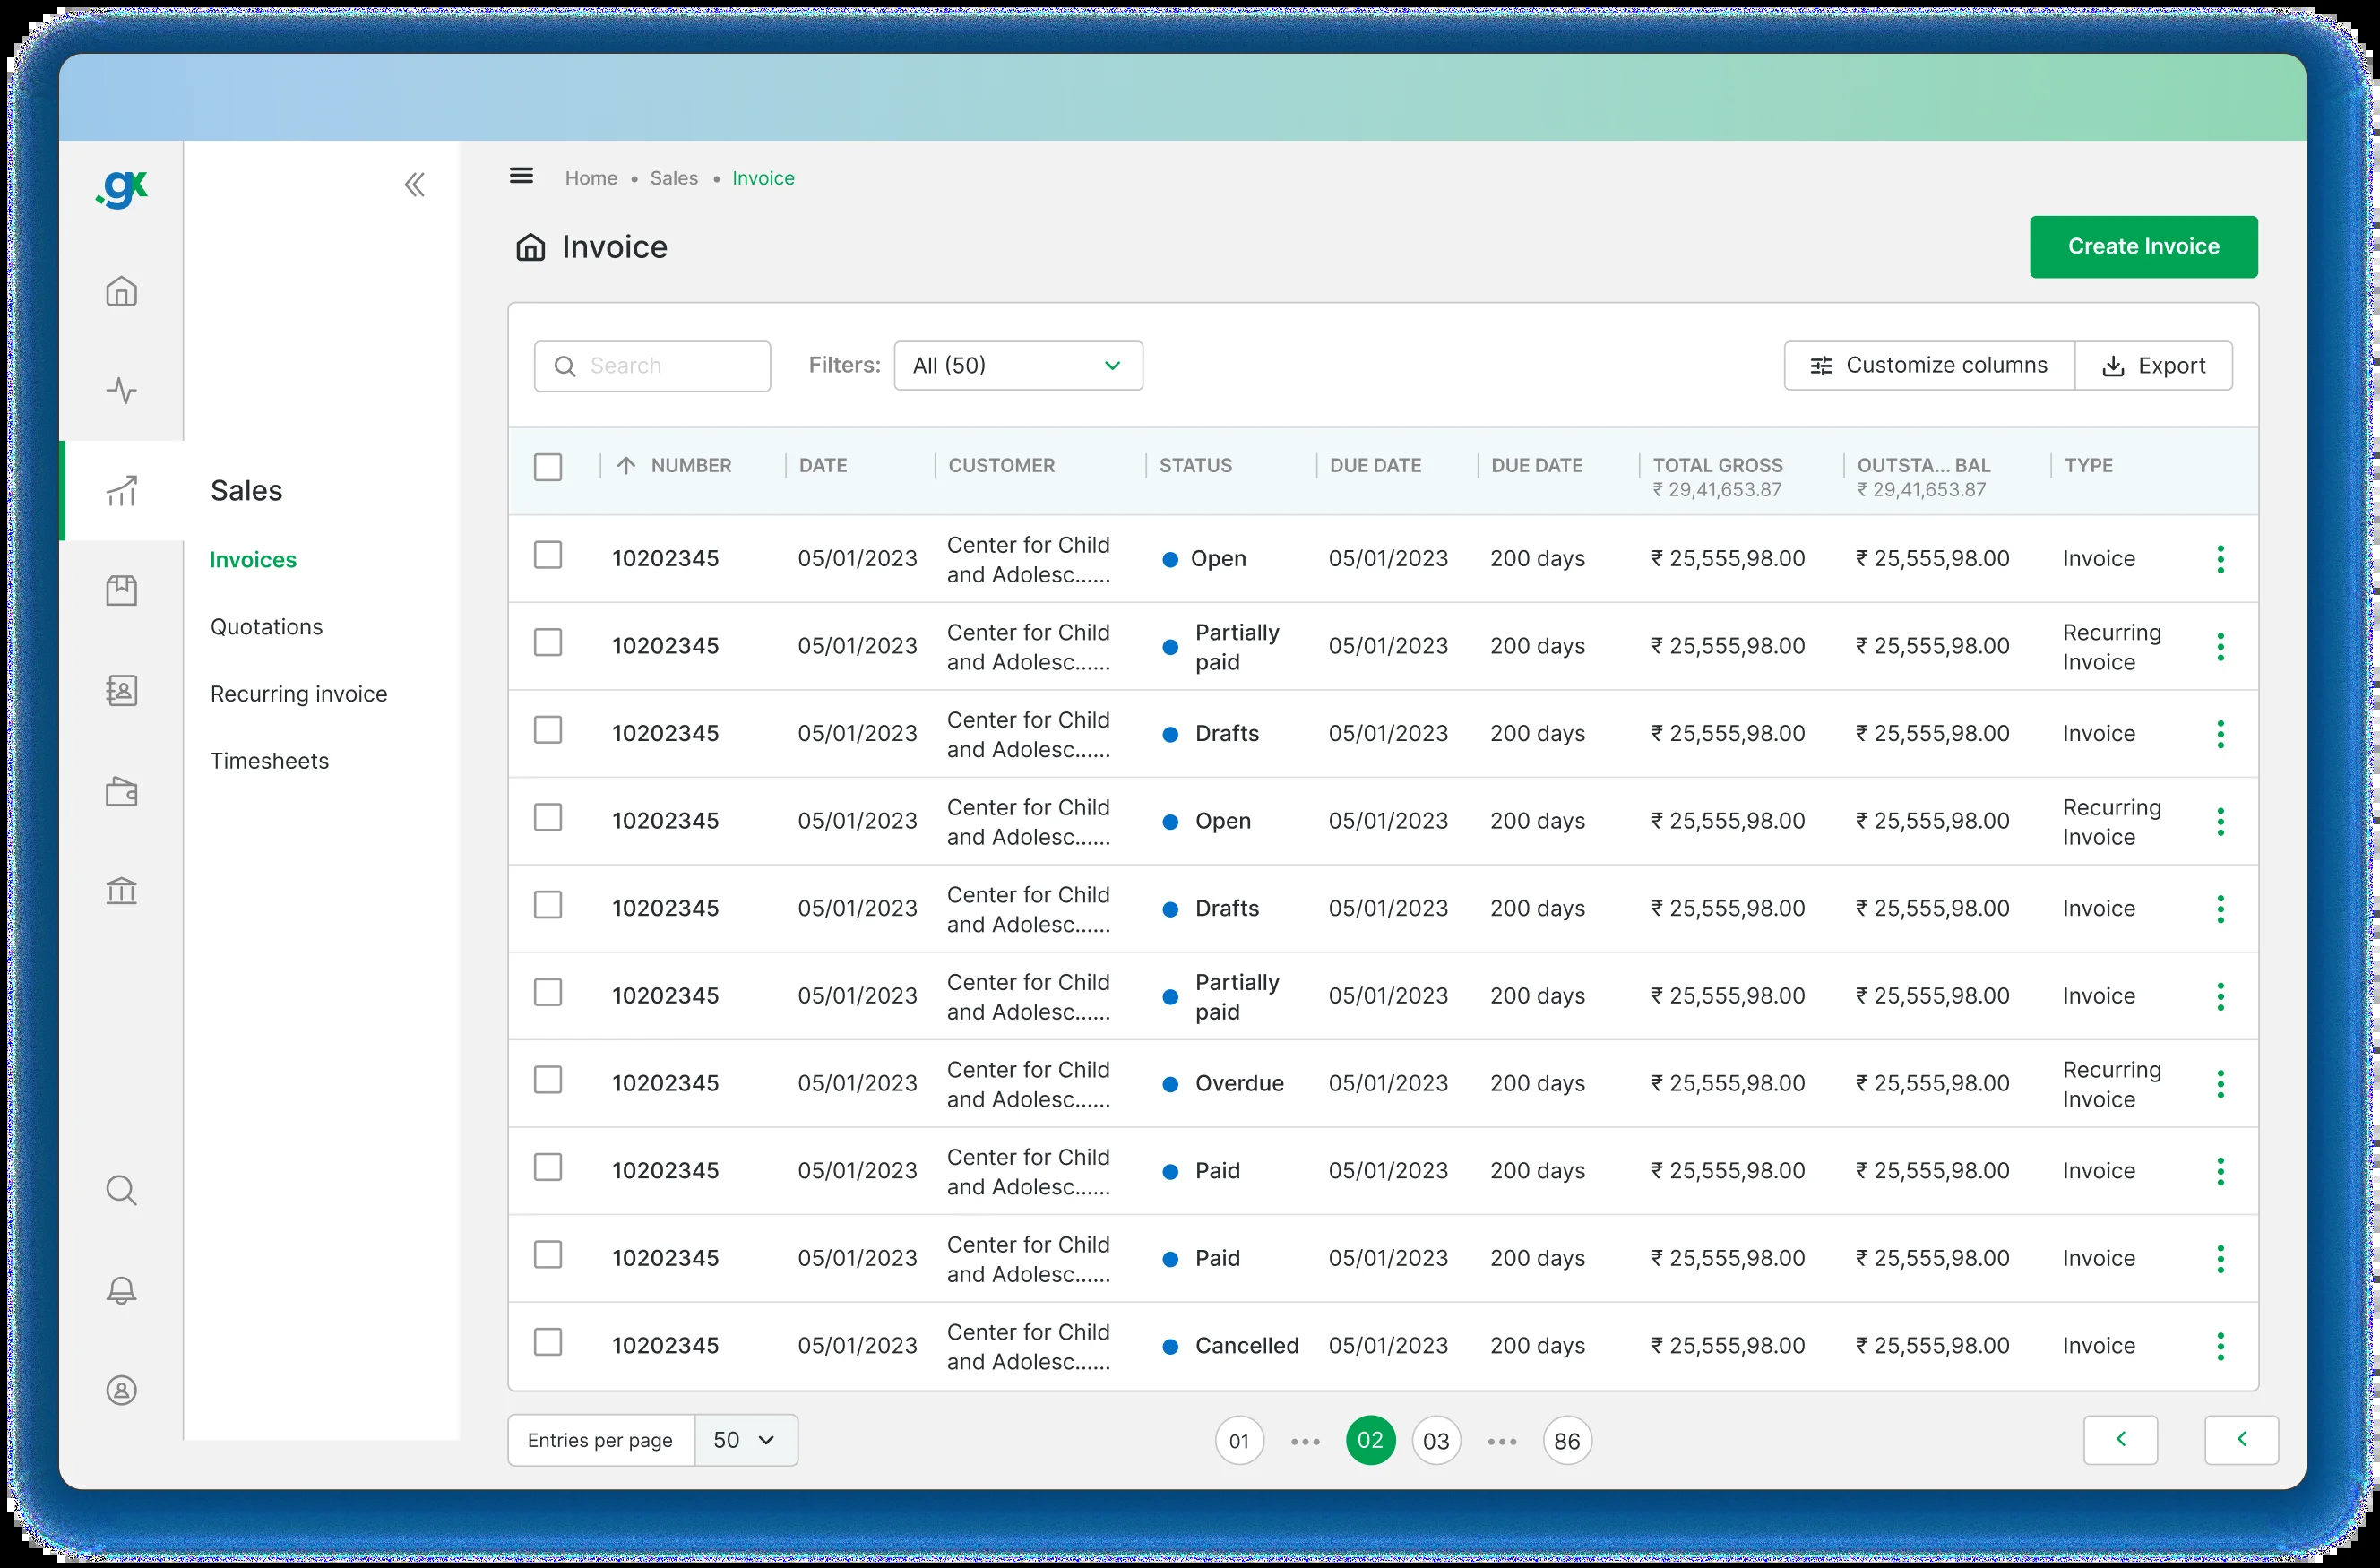 .gx
Home • Sales • Invoice
Invoice
Create Invoice
Search
Filters:
All (50)
Customize columns
Export
Sales
Invoices
Quotations
Recurring invoice
Timesheets
NUMBER DATE CUSTOMER STATUS DUE DATE DUE DATE TOTAL GROSS OUTSTA... BAL TYPE
₹ 29,41,653.87 ₹ 29,41,653.87
10202345 05/01/2023 Center for Child and Adolesc...... Open 05/01/2023 200 days ₹ 25,555,98.00 ₹ 25,555,98.00 Invoice
10202345 05/01/2023 Center for Child and Adolesc...... Partially paid 05/01/2023 200 days ₹ 25,555,98.00 ₹ 25,555,98.00 Recurring Invoice
10202345 05/01/2023 Center for Child and Adolesc...... Drafts 05/01/2023 200 days ₹ 25,555,98.00 ₹ 25,555,98.00 Invoice
10202345 05/01/2023 Center for Child and Adolesc...... Open 05/01/2023 200 days ₹ 25,555,98.00 ₹ 25,555,98.00 Recurring Invoice
10202345 05/01/2023 Center for Child and Adolesc...... Drafts 05/01/2023 200 days ₹ 25,555,98.00 ₹ 25,555,98.00 Invoice
10202345 05/01/2023 Center for Child and Adolesc...... Partially paid 05/01/2023 200 days ₹ 25,555,98.00 ₹ 25,555,98.00 Invoice
10202345 05/01/2023 Center for Child and Adolesc...... Overdue 05/01/2023 200 days ₹ 25,555,98.00 ₹ 25,555,98.00 Recurring Invoice
10202345 05/01/2023 Center for Child and Adolesc...... Paid 05/01/2023 200 days ₹ 25,555,98.00 ₹ 25,555,98.00 Invoice
10202345 05/01/2023 Center for Child and Adolesc...... Paid 05/01/2023 200 days ₹ 25,555,98.00 ₹ 25,555,98.00 Invoice
10202345 05/01/2023 Center for Child and Adolesc...... Cancelled 05/01/2023 200 days ₹ 25,555,98.00 ₹ 25,555,98.00 Invoice
Entries per page 50
01 ••• 02 03 ••• 86